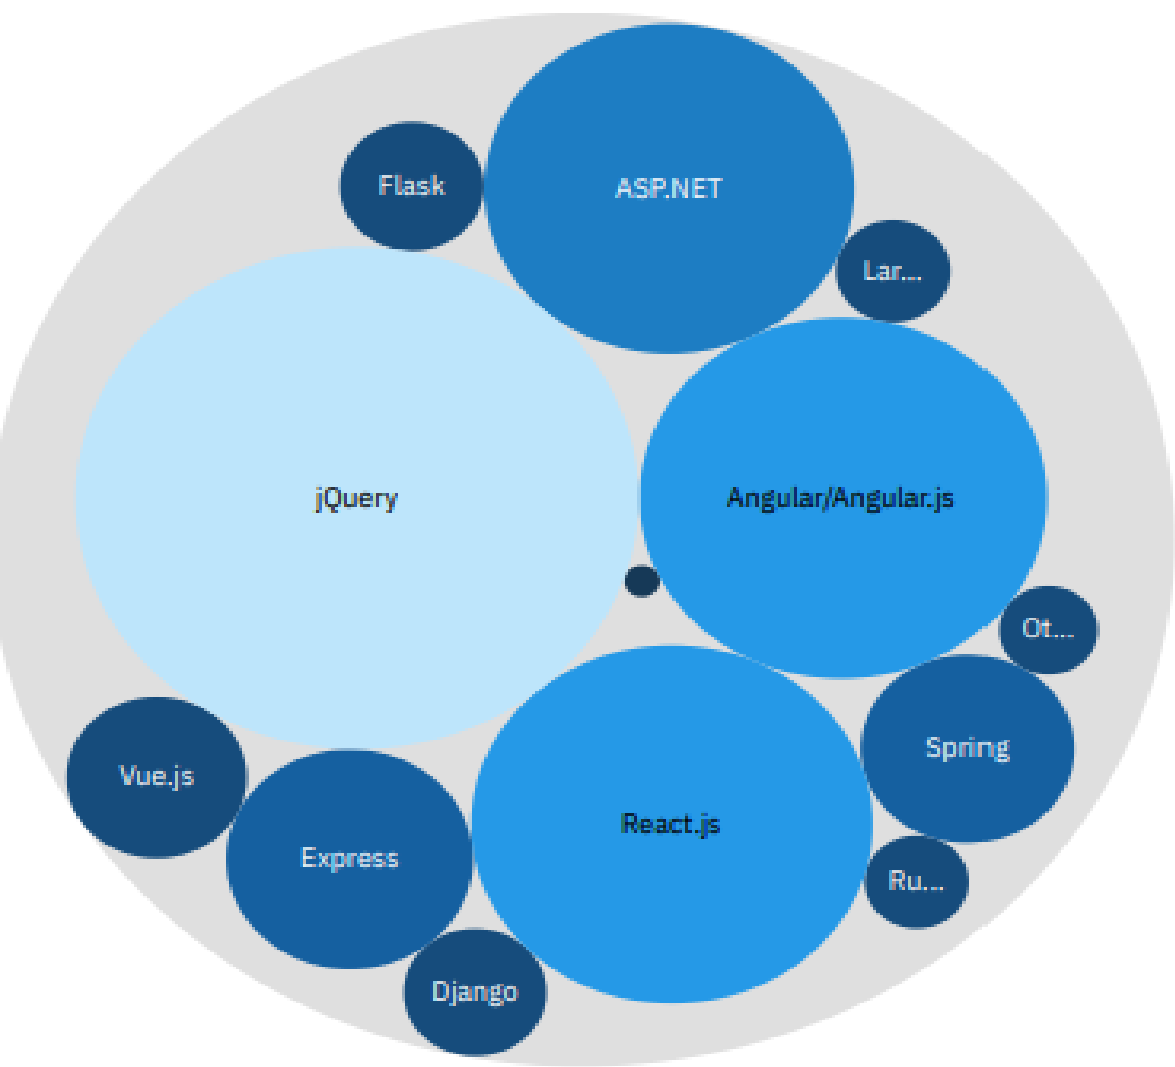 ASP.NET
Flask
Lar...
jQuery
Angular/Angular.js
Ot...
Spring
Vue.js
React.js
Express
Ru...
Django